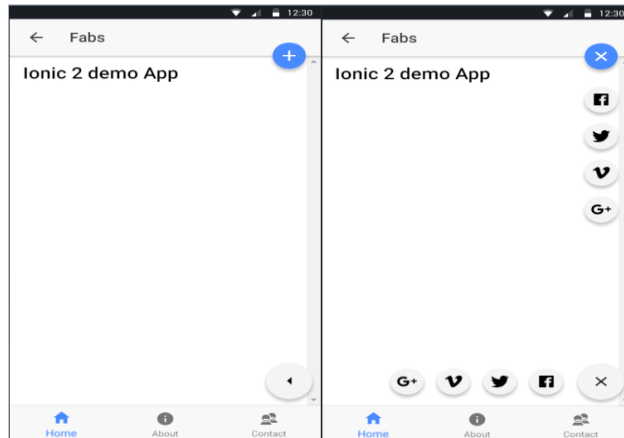 12:30
Fabs
Ionic 2 demo App
Home About Contact
12:30
Fabs
Ionic 2 demo App
G+
G+
Home About Contact